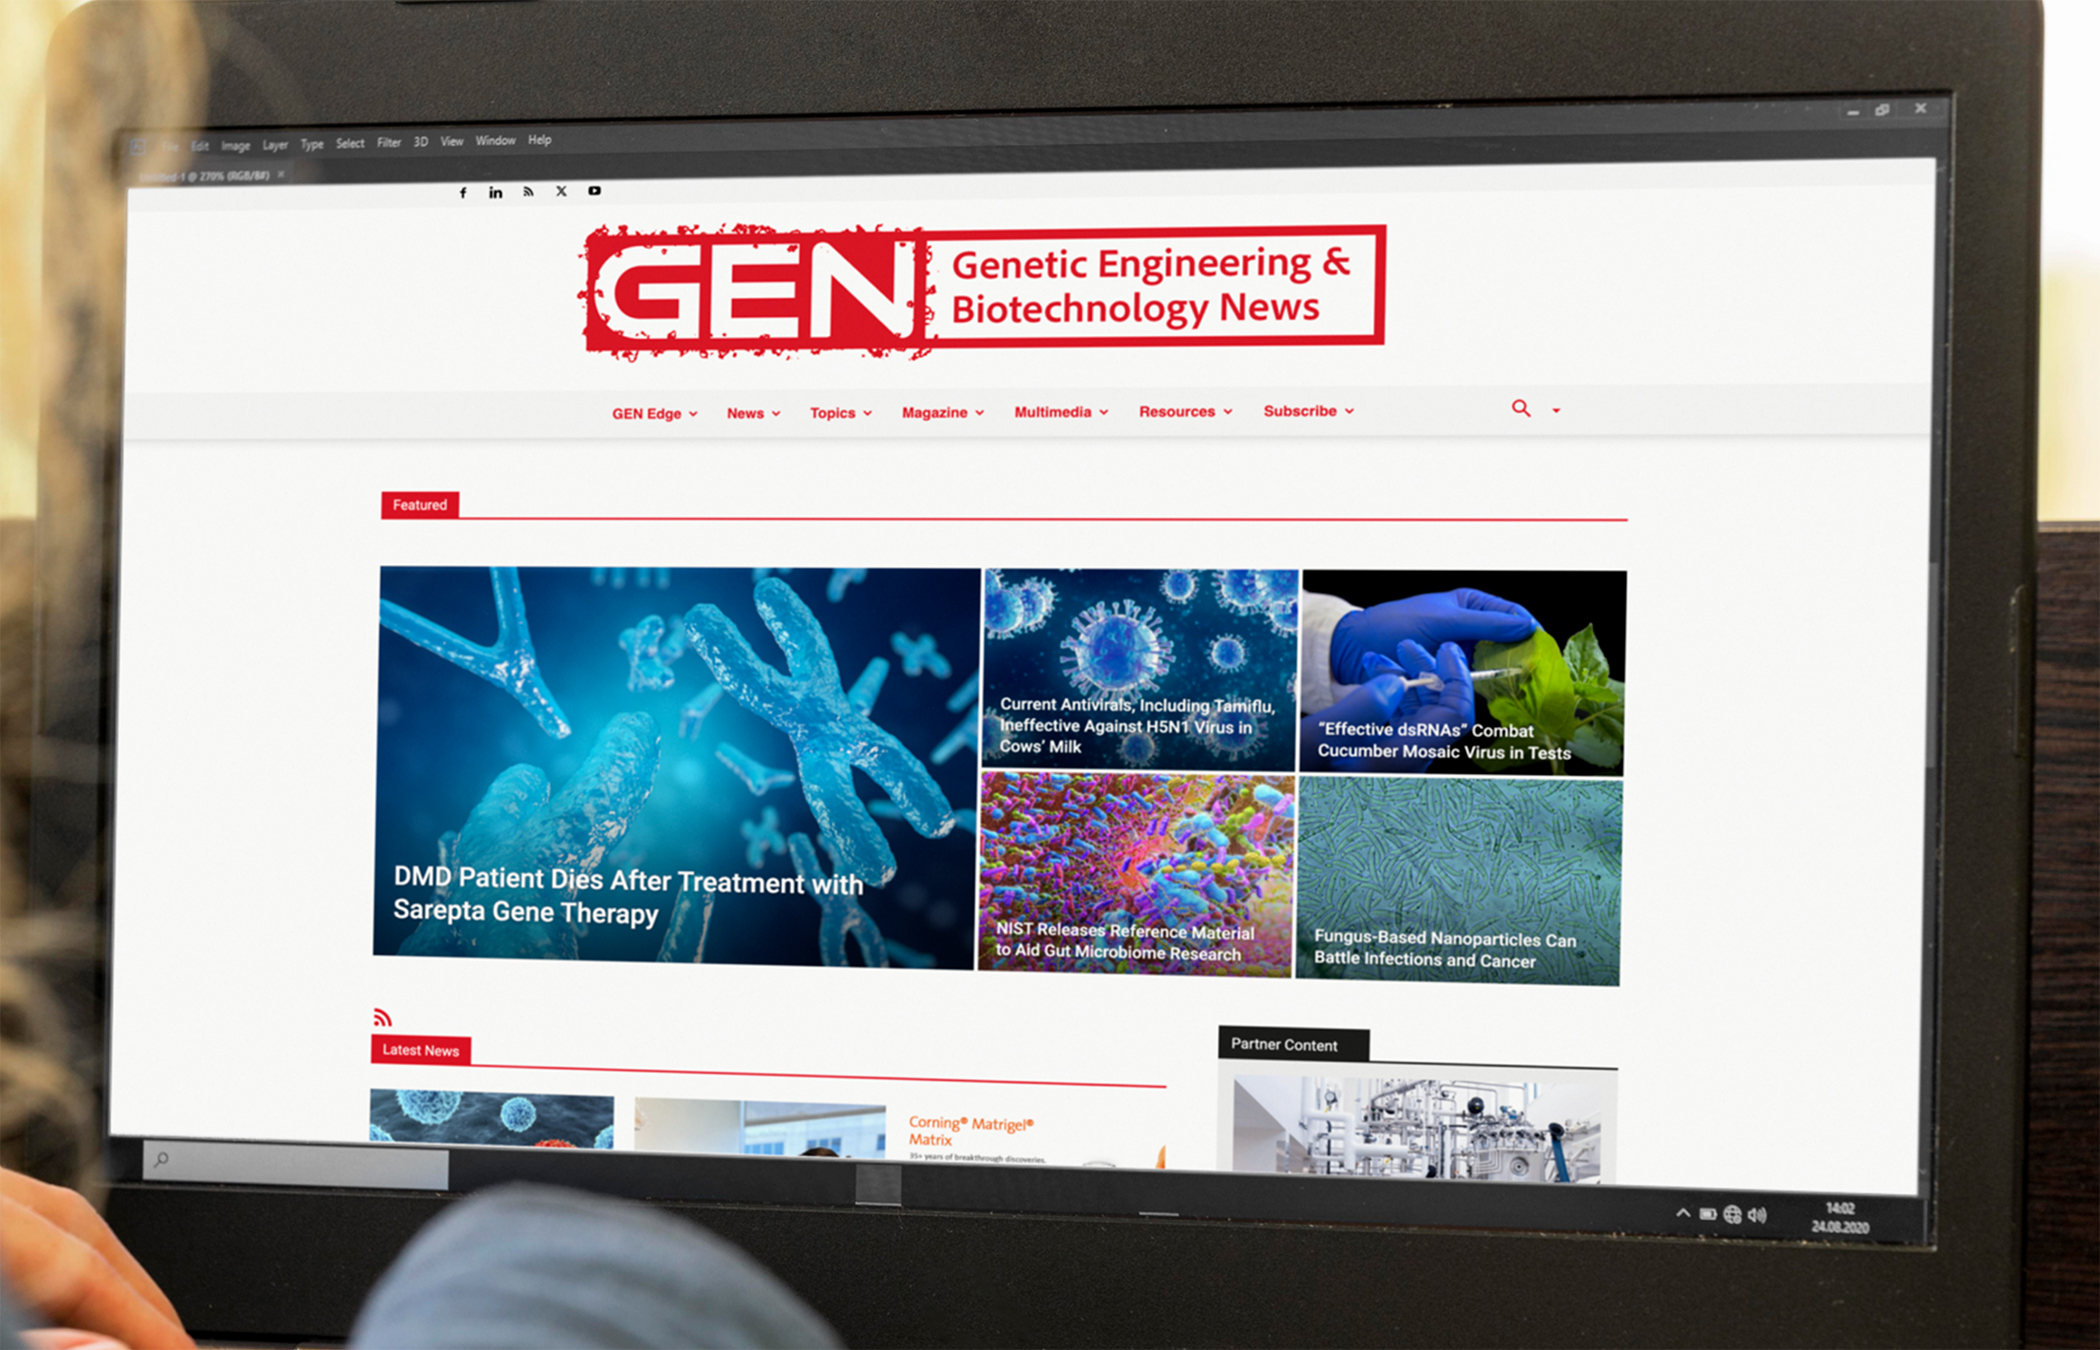 File Edit Image Layer Type Select Filter 3D View Window Help
@ 270% (RGB/8#) ×
f in X
GEN
Genetic Engineering &
Biotechnology News
GEN Edge News Topics Magazine Multimedia Resources Subscribe
Featured
DMD Patient Dies After Treatment with
Sarepta Gene Therapy
Current Antivirals, Including Tamiflu,
Ineffective Against H5N1 Virus in
Cows’ Milk
“Effective dsRNAs” Combat
Cucumber Mosaic Virus in Tests
NIST Releases Reference Material
to Aid Gut Microbiome Research
Fungus-Based Nanoparticles Can
Battle Infections and Cancer
Latest News
Partner Content
Corning® Matrigel®
Matrix
35+ years of breakthrough discoveries.
14:02
24.08.2020